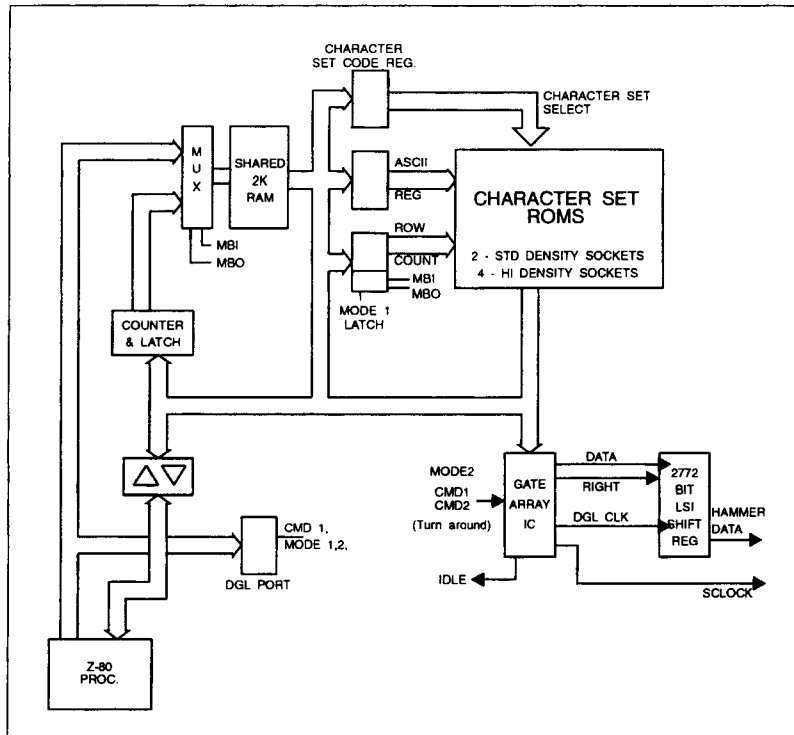 CHARACTER
SET CODE REG.
CHARACTER SET
SELECT
M
U
X
SHARED
2K
RAM
ASCII
REG
CHARACTER SET
ROMS
2 - STD DENSITY SOCKETS
4 - HI DENSITY SOCKETS
ROW
COUNT
MBI
MBO
MBI
MBO
MODE 1
LATCH
COUNTER
& LATCH
MODE2
CMD1
CMD2
(Turn around)
GATE
ARRAY
IC
DATA
RIGHT
DGL CLK
2772
BIT
LSI
SHIFT
REG
HAMMER
DATA
IDLE
SCLOCK
CMD 1,
MODE 1,2,
DGL PORT
Z-80
PROC.